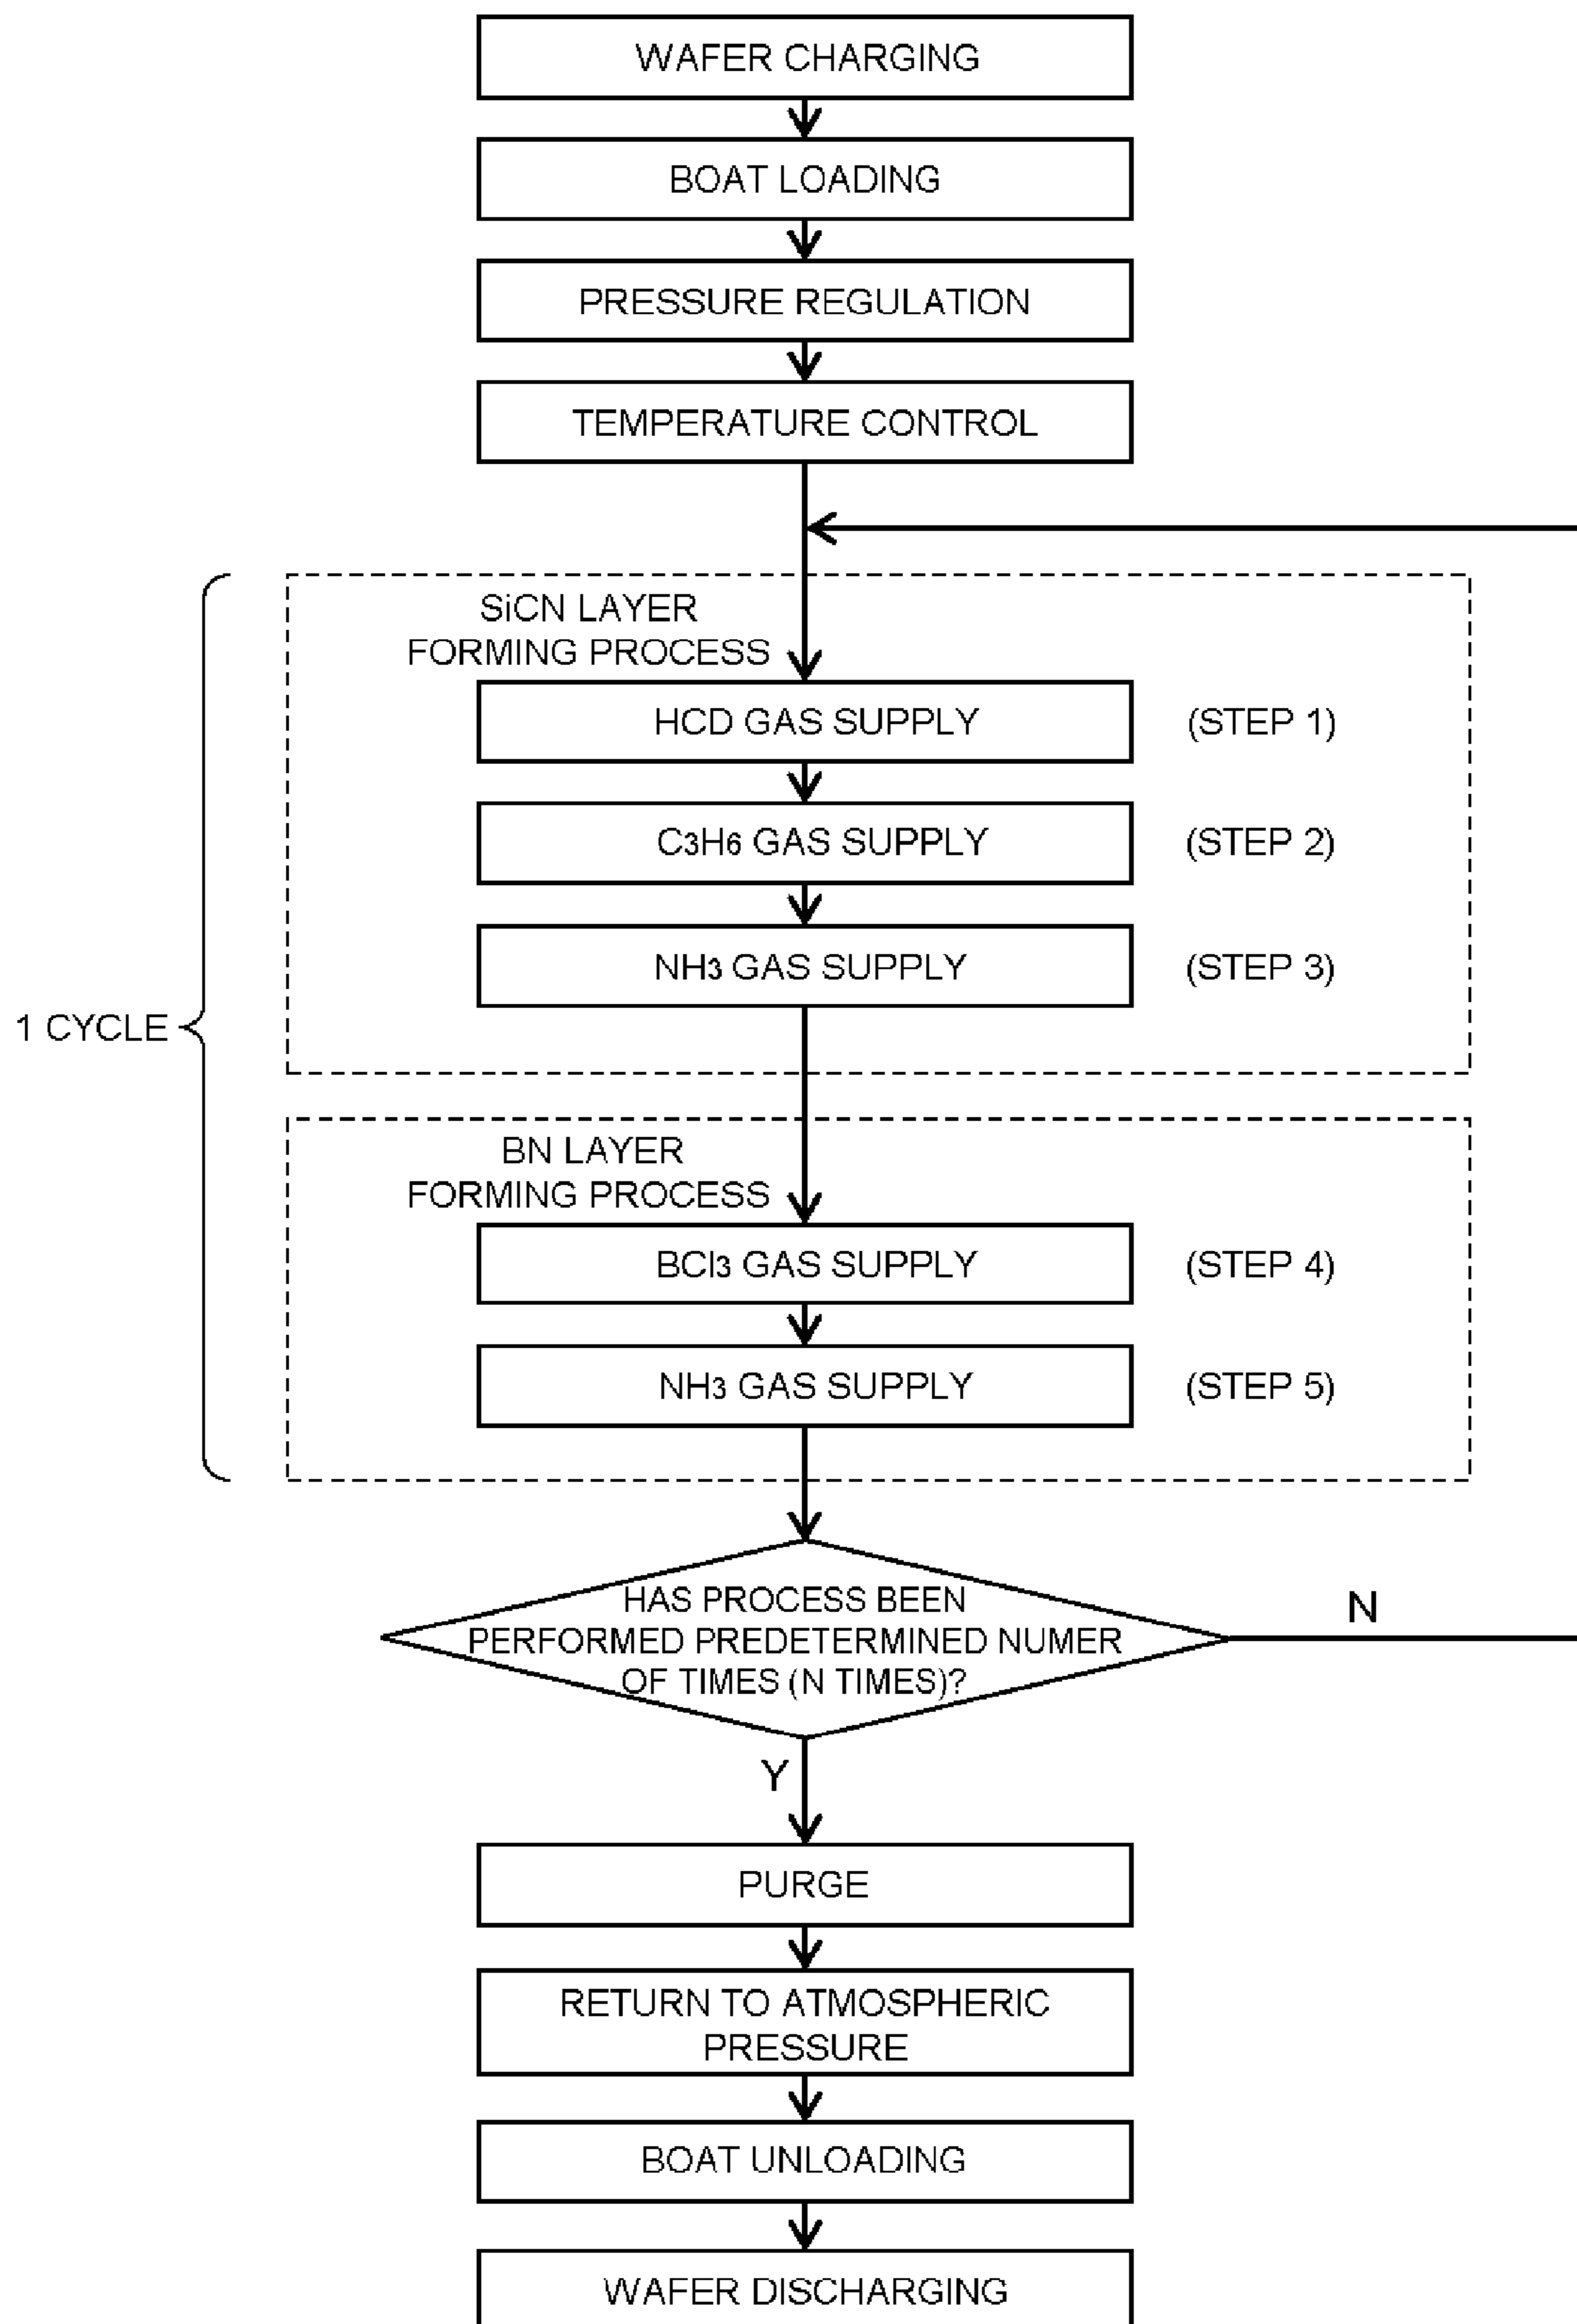 WAFER CHARGING
BOAT LOADING
PRESSURE REGULATION
TEMPERATURE CONTROL
SiCN LAYER
FORMING PROCESS
HCD GAS SUPPLY (STEP 1)
C3H6 GAS SUPPLY (STEP 2)
NH3 GAS SUPPLY (STEP 3)
1 CYCLE
BN LAYER
FORMING PROCESS
BCl3 GAS SUPPLY (STEP 4)
NH3 GAS SUPPLY (STEP 5)
HAS PROCESS BEEN
PERFORMED PREDETERMINED NUMER
OF TIMES (N TIMES)?
N
Y
PURGE
RETURN TO ATMOSPHERIC
PRESSURE
BOAT UNLOADING
WAFER DISCHARGING